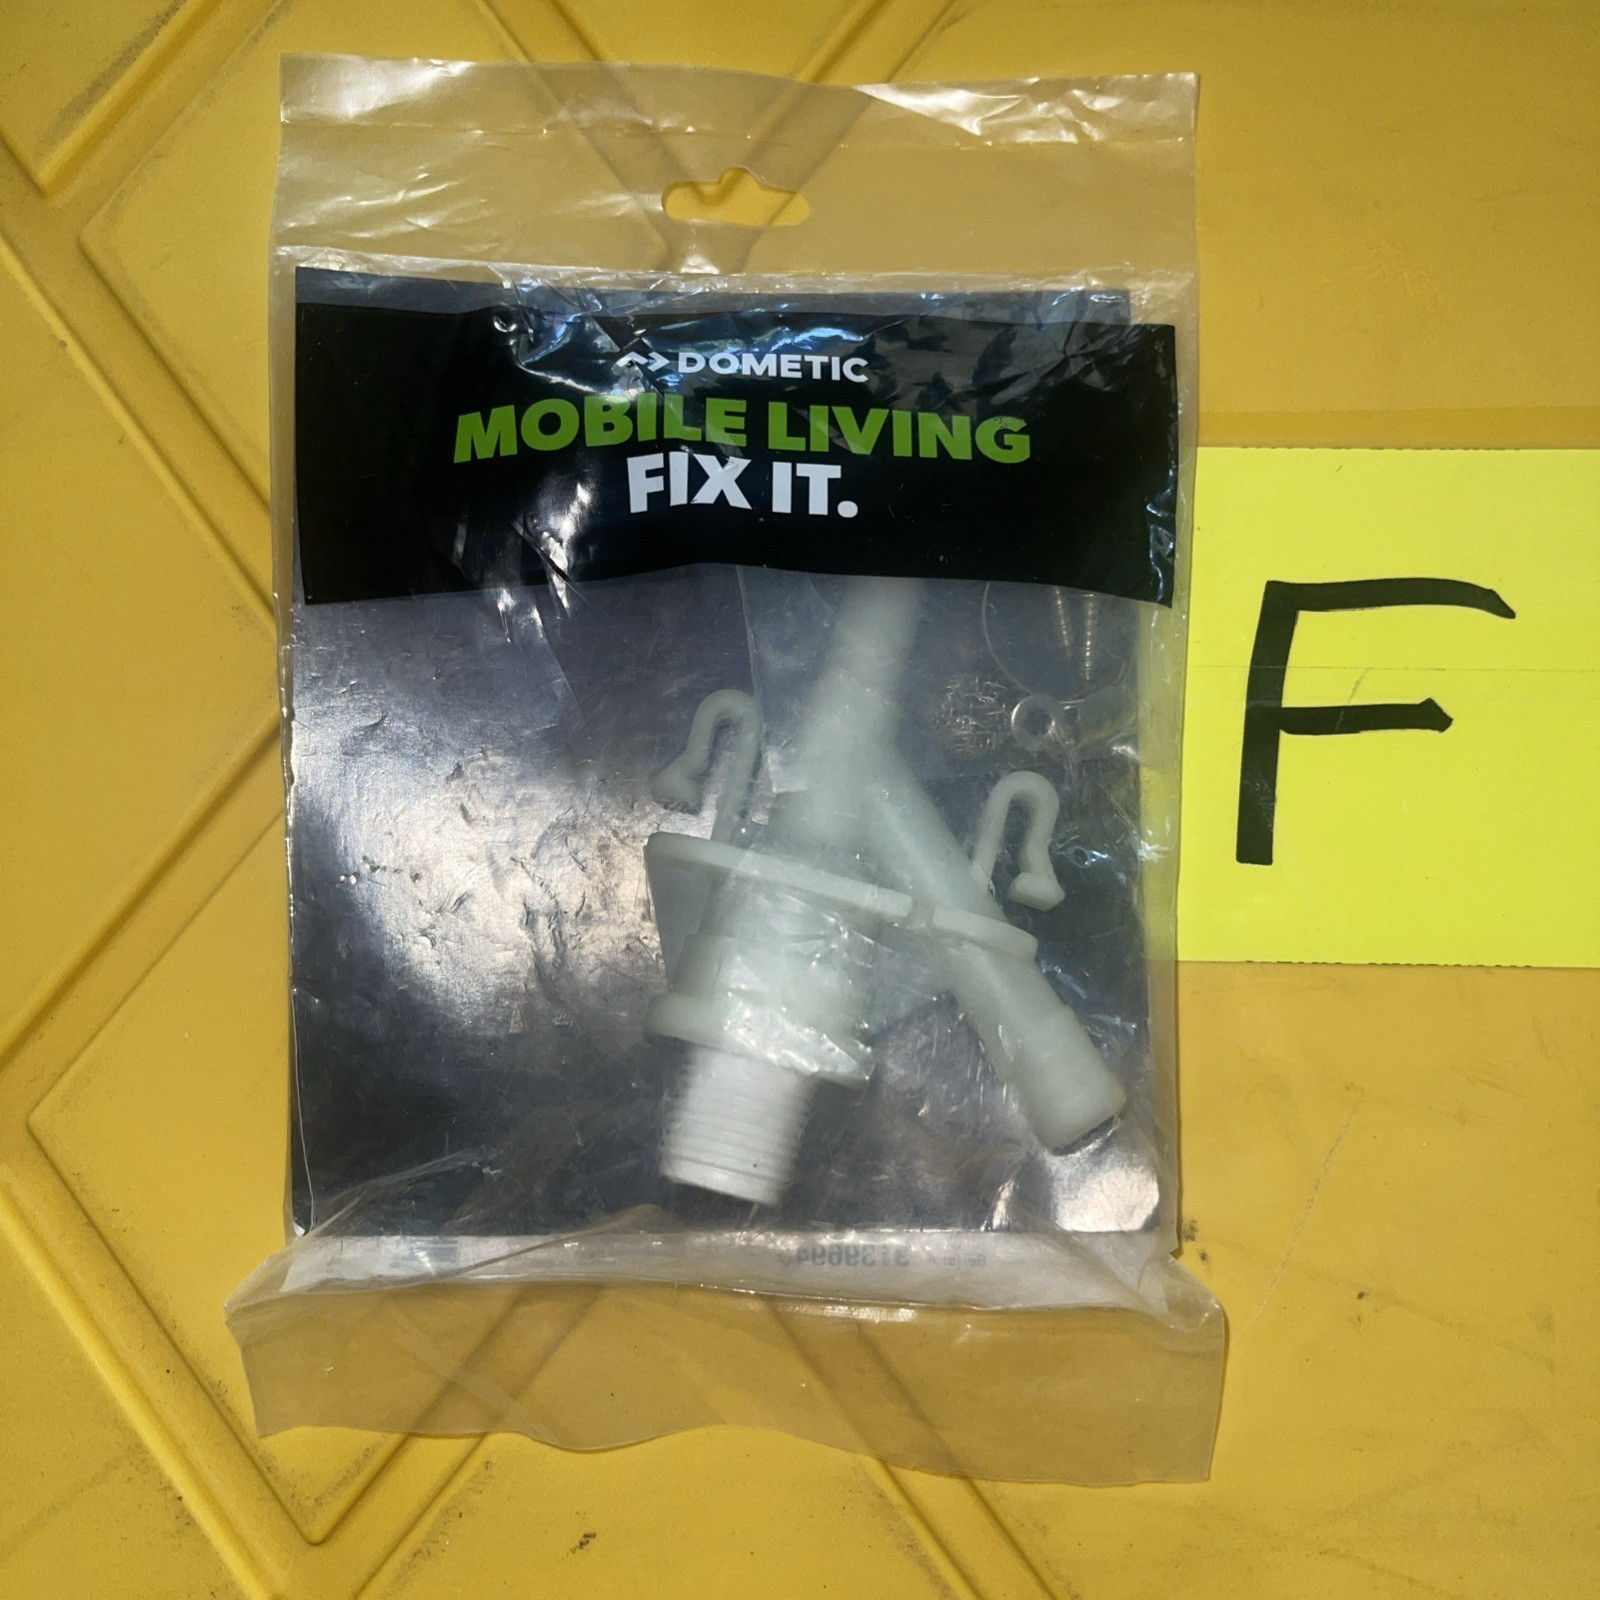 DOMETIC
MOBILE LIVING
FIX IT.
F